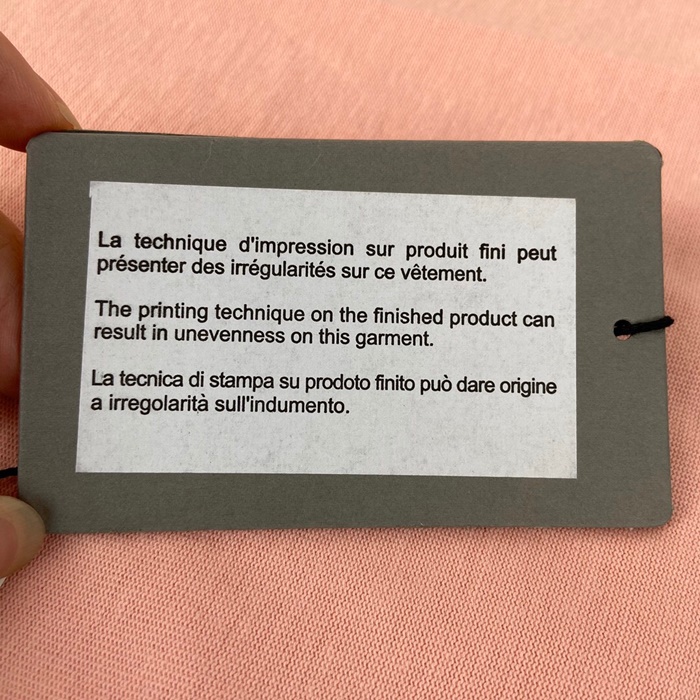 La technique d'impression sur produit fini peut
présenter des irrégularités sur ce vêtement.
The printing technique on the finished product can
result in unevenness on this garment.
La tecnica di stampa su prodoto finito può dare origine
a irregolarità sull'indumento.